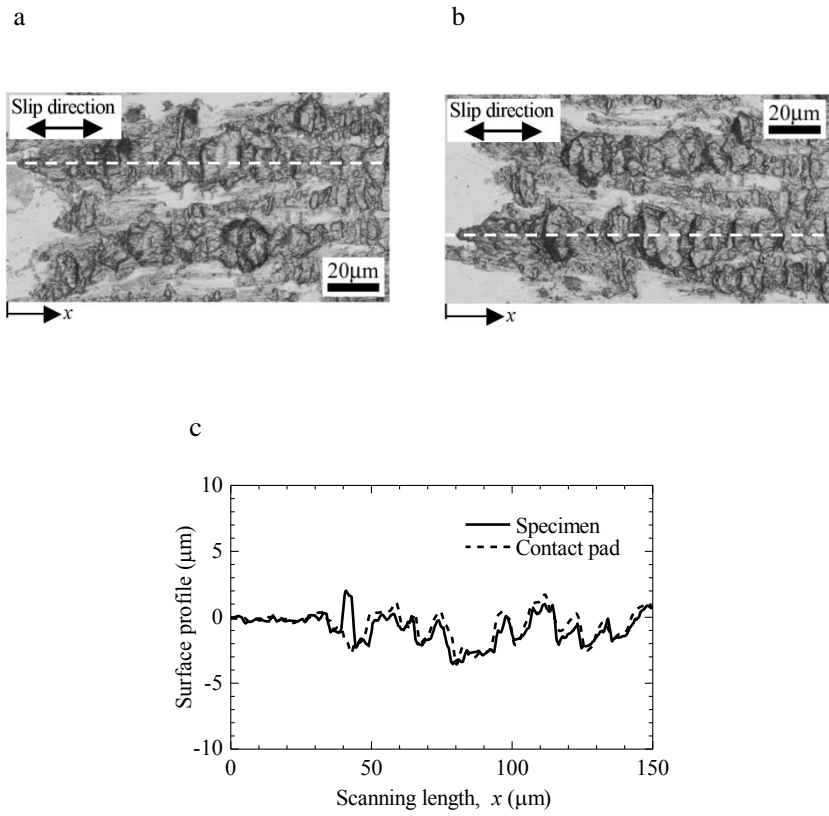 a
b
Slip direction
20μm
x
Slip direction
20μm
x
c
10
5
0
-5
-10
Surface profile (μm)
Specimen
Contact pad
0
50
100
150
Scanning length, x (μm)